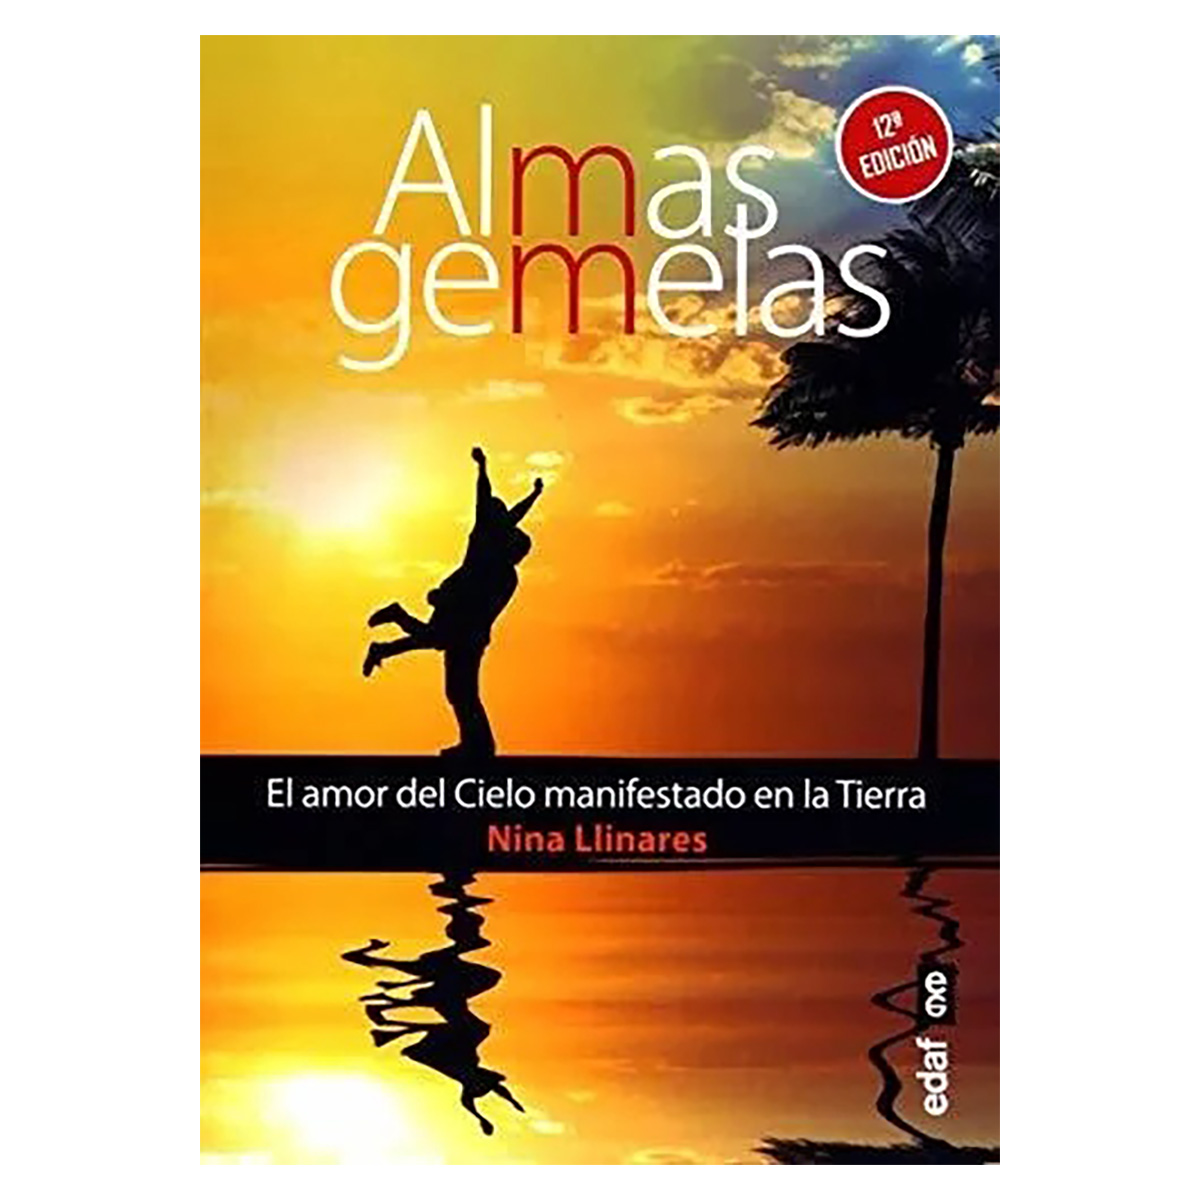 Almas
gemelas
12ª
EDICIÓN
El amor del Cielo manifestado en la Tierra
Nina Llinares
edaf